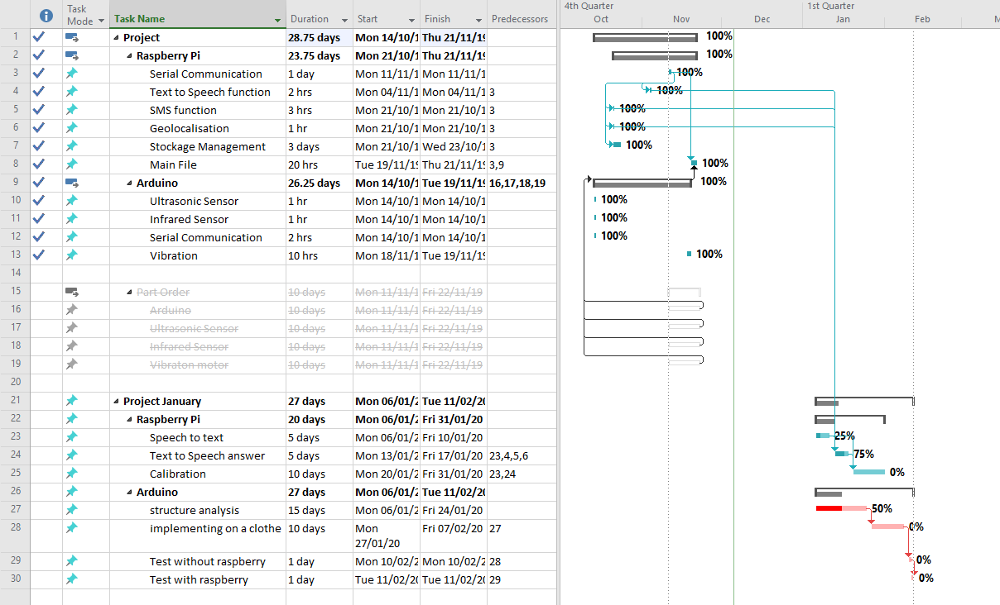 4th Quarter 1st Quarter
Task Mode Task Name Duration Start Finish Predecessors Oct Nov Dec Jan Feb M
1 Project 28.75 days Mon 14/10/1 Thu 21/11/19 100%
2 Raspberry Pi 23.75 days Mon 21/10/1 Thu 21/11/19 100%
3 Serial Communication 1 day Mon 11/11/1 Mon 11/11/1 100%
4 Text to Speech function 2 hrs Mon 04/11/1 Mon 04/11/1 3 100%
5 SMS function 3 hrs Mon 21/10/1 Mon 21/10/1 3 100%
6 Geolocalisation 1 hr Mon 21/10/1 Mon 21/10/1 3 100%
7 Stockage Management 3 days Mon 21/10/1 Wed 23/10/1 3 100%
8 Main File 20 hrs Tue 19/11/1 Thu 21/11/19 3,9 100%
9 Arduino 26.25 days Mon 14/10/1 Tue 19/11/19 16,17,18,19 100%
10 Ultrasonic Sensor 1 hr Mon 14/10/1 Mon 14/10/1 100%
11 Infrared Sensor 1 hr Mon 14/10/1 Mon 14/10/1 100%
12 Serial Communication 2 hrs Mon 14/10/1 Mon 14/10/1 100%
13 Vibration 10 hrs Mon 18/11/1 Tue 19/11/19 100%
14
15 Part Order 10 days Mon 11/11/1 Fri 22/11/19
16 Arduino 10 days Mon 11/11/1 Fri 22/11/19
17 Ultrasonic Sensor 10 days Mon 11/11/1 Fri 22/11/19
18 Infrared Sensor 10 days Mon 11/11/1 Fri 22/11/19
19 Vibraton motor 10 days Mon 11/11/1 Fri 22/11/19
20
21 Project January 27 days Mon 06/01/2 Tue 11/02/20
22 Raspberry Pi 20 days Mon 06/01/2 Fri 31/01/20
23 Speech to text 5 days Mon 06/01/2 Fri 10/01/20 25%
24 Text to Speech answer 5 days Mon 13/01/2 Fri 17/01/20 23,4,5,6 75%
25 Calibration 10 days Mon 20/01/2 Fri 31/01/20 23,24 0%
26 Arduino 27 days Mon 06/01/2 Tue 11/02/20
27 structure analysis 15 days Mon 06/01/2 Fri 24/01/20 50%
28 implementing on a clothe 10 days Mon 27/01/20 Fri 07/02/20 27 0%
29 Test without raspberry 1 day Mon 10/02/2 Mon 10/02/2 28 0%
30 Test with raspberry 1 day Tue 11/02/20 Tue 11/02/20 29 0%